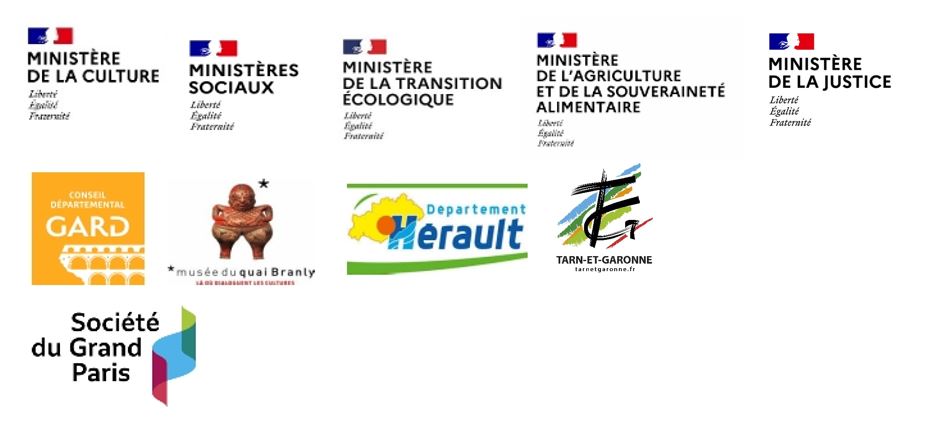 MINISTÈRE
DE LA CULTURE
Liberté
Égalité
Fraternité
MINISTÈRES
SOCIAUX
Liberté
Égalité
Fraternité
MINISTÈRE
DE LA TRANSITION
ÉCOLOGIQUE
Liberté
Égalité
Fraternité
MINISTÈRE
DE L'AGRICULTURE
ET DE LA SOUVERAINETÉ
ALIMENTAIRE
Liberté
Égalité
Fraternité
MINISTÈRE
DE LA JUSTICE
Liberté
Égalité
Fraternité
CONSEIL
DÉPARTEMENTAL
GARD
*
*musée du quai Branly
LÀ OÙ DIALOGUENT LES CULTURES
Département
Hérault
TG
TARN-ET-GARONNE
tarnetgaronne.fr
Société
du Grand
Paris